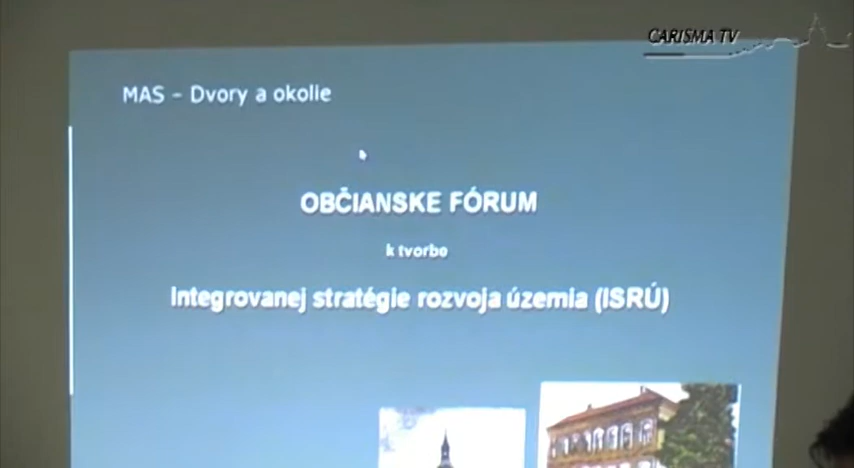 CARISMA TV
MAS - Dvory a okolie
OBČIANSKE FÓRUM
k tvorbe
Integrovanej stratégie rozvoja územia (ISRÚ)